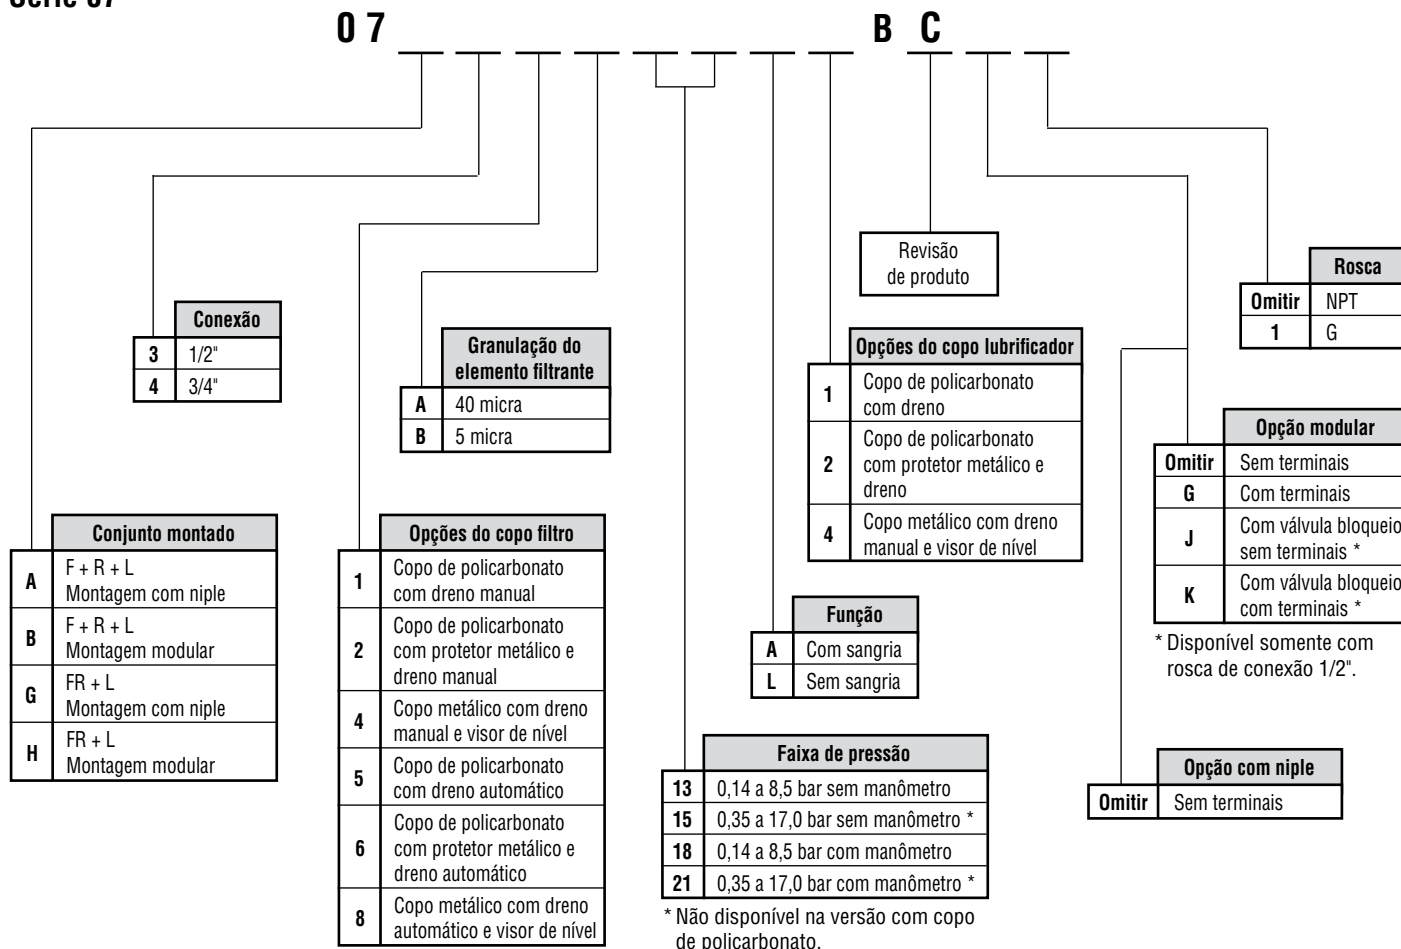 Série 07
07 B C
Revisão
de produto
Rosca
Omitir NPT
1 G
Conexão
3 1/2"
4 3/4"
Granulação do
elemento filtrante
A 40 micra
B 5 micra
Opções do copo lubrificador
1 Copo de policarbonato
com dreno
2 Copo de policarbonato
com protetor metálico e
dreno
4 Copo metálico com dreno
manual e visor de nível
Opção modular
Omitir Sem terminais
G Com terminais
J Com válvula bloqueio
sem terminais *
K Com válvula bloqueio
com terminais *
* Disponível somente com
rosca de conexão 1/2".
Conjunto montado
A F + R + L
Montagem com niple
B F + R + L
Montagem modular
G FR + L
Montagem com niple
H FR + L
Montagem modular
Opções do copo filtro
1 Copo de policarbonato
com dreno manual
2 Copo de policarbonato
com protetor metálico e
dreno manual
4 Copo metálico com dreno
manual e visor de nível
5 Copo de policarbonato
com dreno automático
6 Copo de policarbonato
com protetor metálico e
dreno automático
8 Copo metálico com dreno
automático e visor de nível
Função
A Com sangria
L Sem sangria
Faixa de pressão
13 0,14 a 8,5 bar sem manômetro
15 0,35 a 17,0 bar sem manômetro *
18 0,14 a 8,5 bar com manômetro
21 0,35 a 17,0 bar com manômetro *
* Não disponível na versão com copo
de policarbonato.
Opção com niple
Omitir Sem terminais